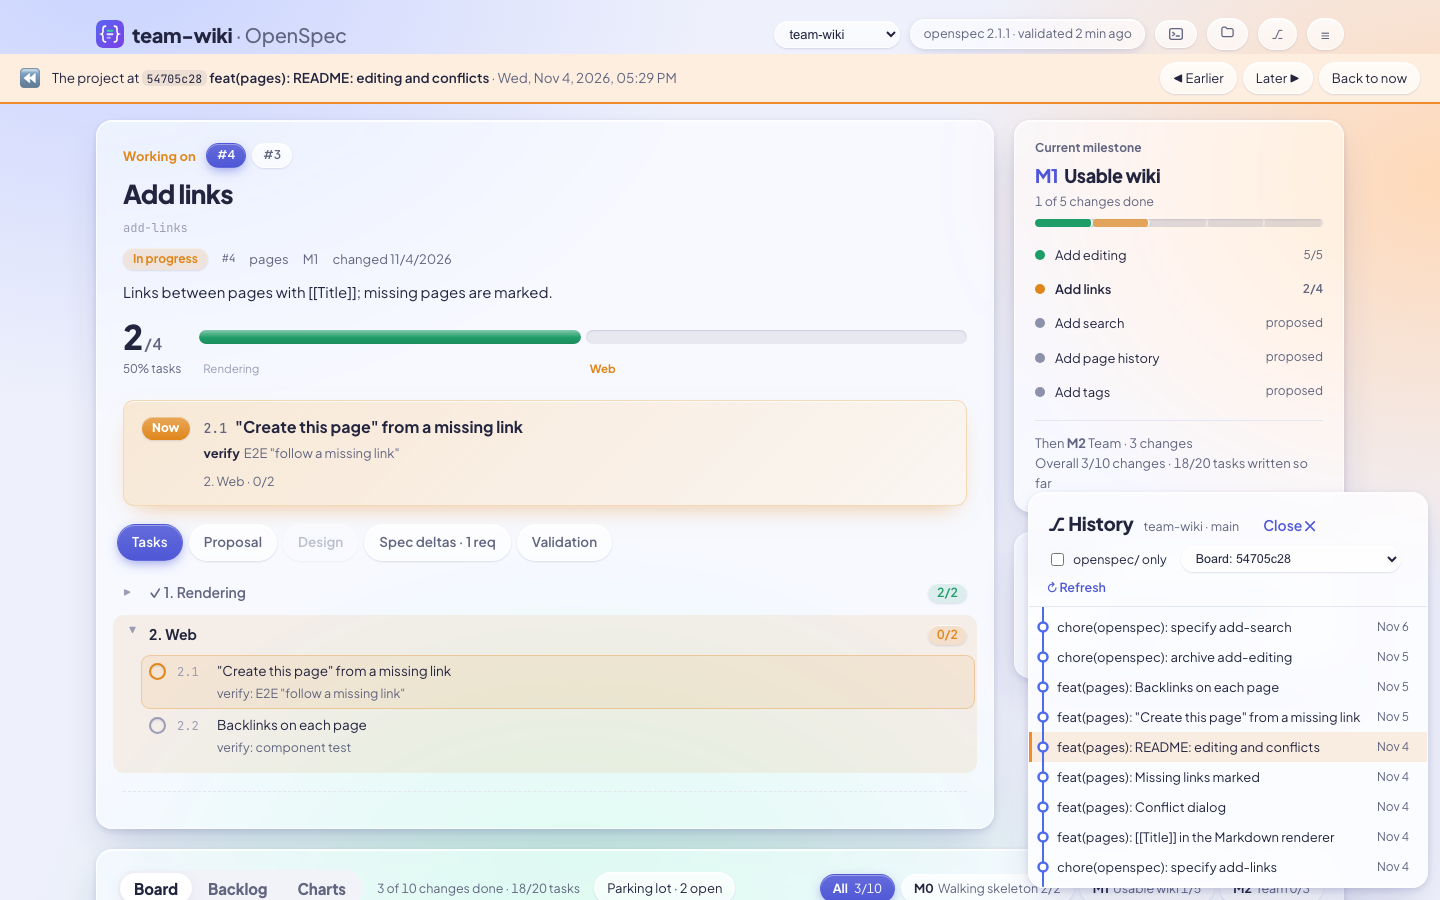 team-wiki · OpenSpec
team-wiki
openspec 2.1.1 · validated 2 min ago
The project at 54705c28 feat(pages): README: editing and conflicts · Wed, Nov 4, 2026, 05:29 PM
◀ Earlier
Later ▶
Back to now
Working on #4 #3
Add links
add-links
In progress #4 pages M1 changed 11/4/2026
Links between pages with [[Title]]; missing pages are marked.
2/4
50% tasks
Rendering
Web
Now 2.1 "Create this page" from a missing link
verify E2E "follow a missing link"
2. Web · 0/2
Tasks
Proposal
Design
Spec deltas · 1 req
Validation
✓ 1. Rendering 2/2
2. Web 0/2
2.1 "Create this page" from a missing link
verify: E2E "follow a missing link"
2.2 Backlinks on each page
verify: component test
Current milestone
M1 Usable wiki
1 of 5 changes done
Add editing 5/5
Add links 2/4
Add search proposed
Add page history proposed
Add tags proposed
Then M2 Team · 3 changes
Overall 3/10 changes · 18/20 tasks written so
far
History team-wiki · main Close ✕
openspec/ only Board: 54705c28
↻ Refresh
chore(openspec): specify add-search Nov 6
chore(openspec): archive add-editing Nov 5
feat(pages): Backlinks on each page Nov 5
feat(pages): "Create this page" from a missing link Nov 5
feat(pages): README: editing and conflicts Nov 4
feat(pages): Missing links marked Nov 4
feat(pages): Conflict dialog Nov 4
feat(pages): [[Title]] in the Markdown renderer Nov 4
chore(openspec): specify add-links Nov 4
Board
Backlog
Charts
3 of 10 changes done · 18/20 tasks
Parking lot · 2 open
All 3/10
M0 Walking skeleton 2/2
M1 Usable wiki 1/5
M2 Team 0/3